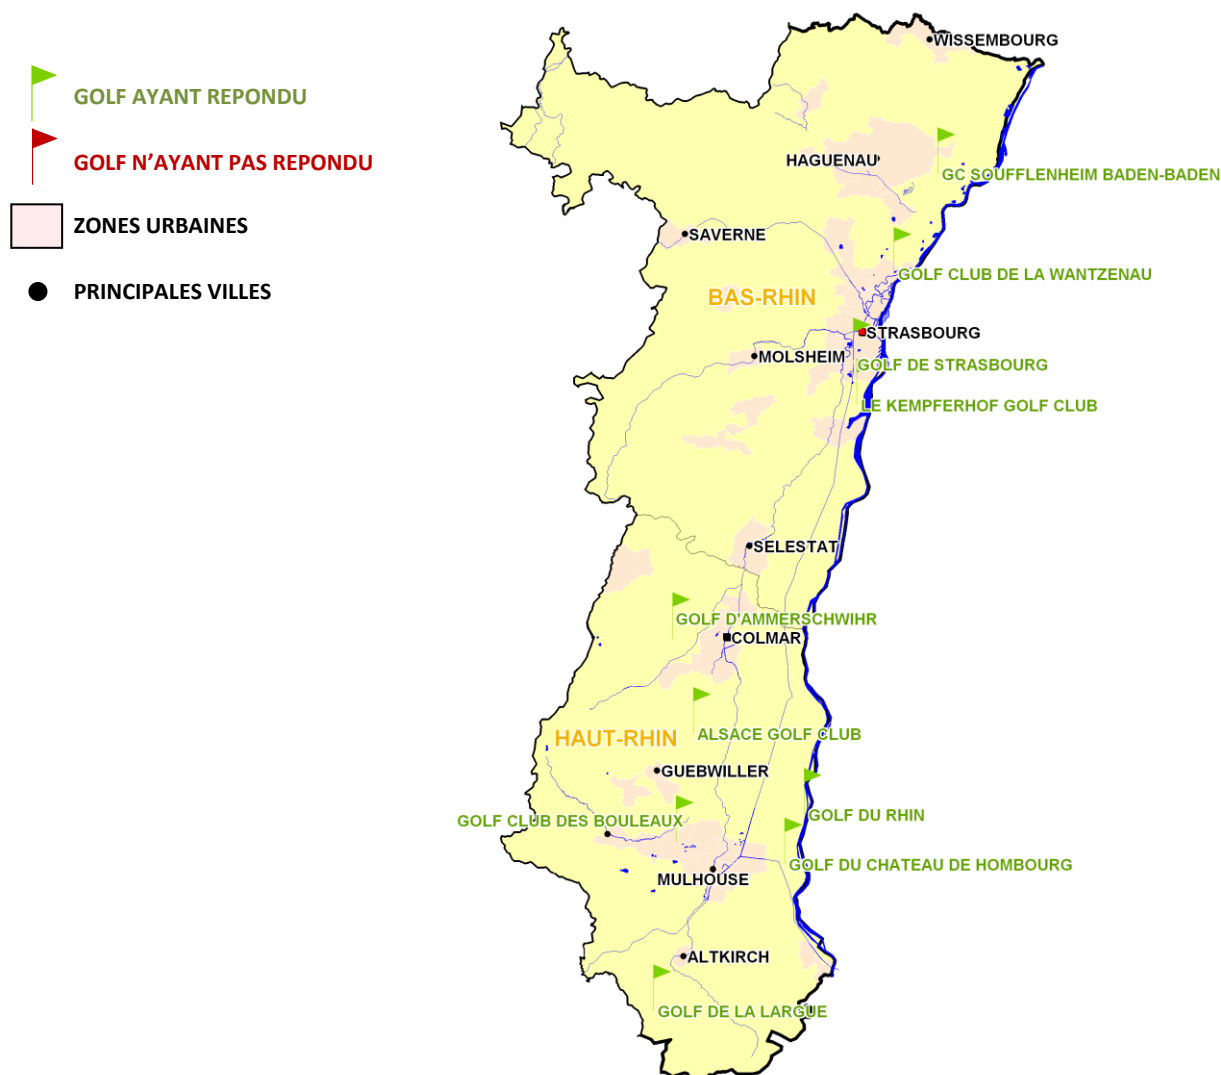 GOLF AYANT REPONDU
GOLF N'AYANT PAS REPONDU
ZONES URBAINES
PRINCIPALES VILLES
WISSEMBOURG
HAGUENAU
GC SOUFFLENHEIM BADEN-BADEN
SAVERNE
GOLF CLUB DE LA WANTZENAU
BAS-RHIN
STRASBOURG
MOLSHEIM
GOLF DE STRASBOURG
LE KEMPFERHOF GOLF CLUB
SELESTAT
GOLF D'AMMERSCHWIHR
COLMAR
ALSACE GOLF CLUB
HAUT-RHIN
GUEBWILLER
GOLF DU RHIN
GOLF CLUB DES BOULEAUX
GOLF DU CHATEAU DE HOMBOURG
MULHOUSE
ALTKIRCH
GOLF DE LA LARGUE